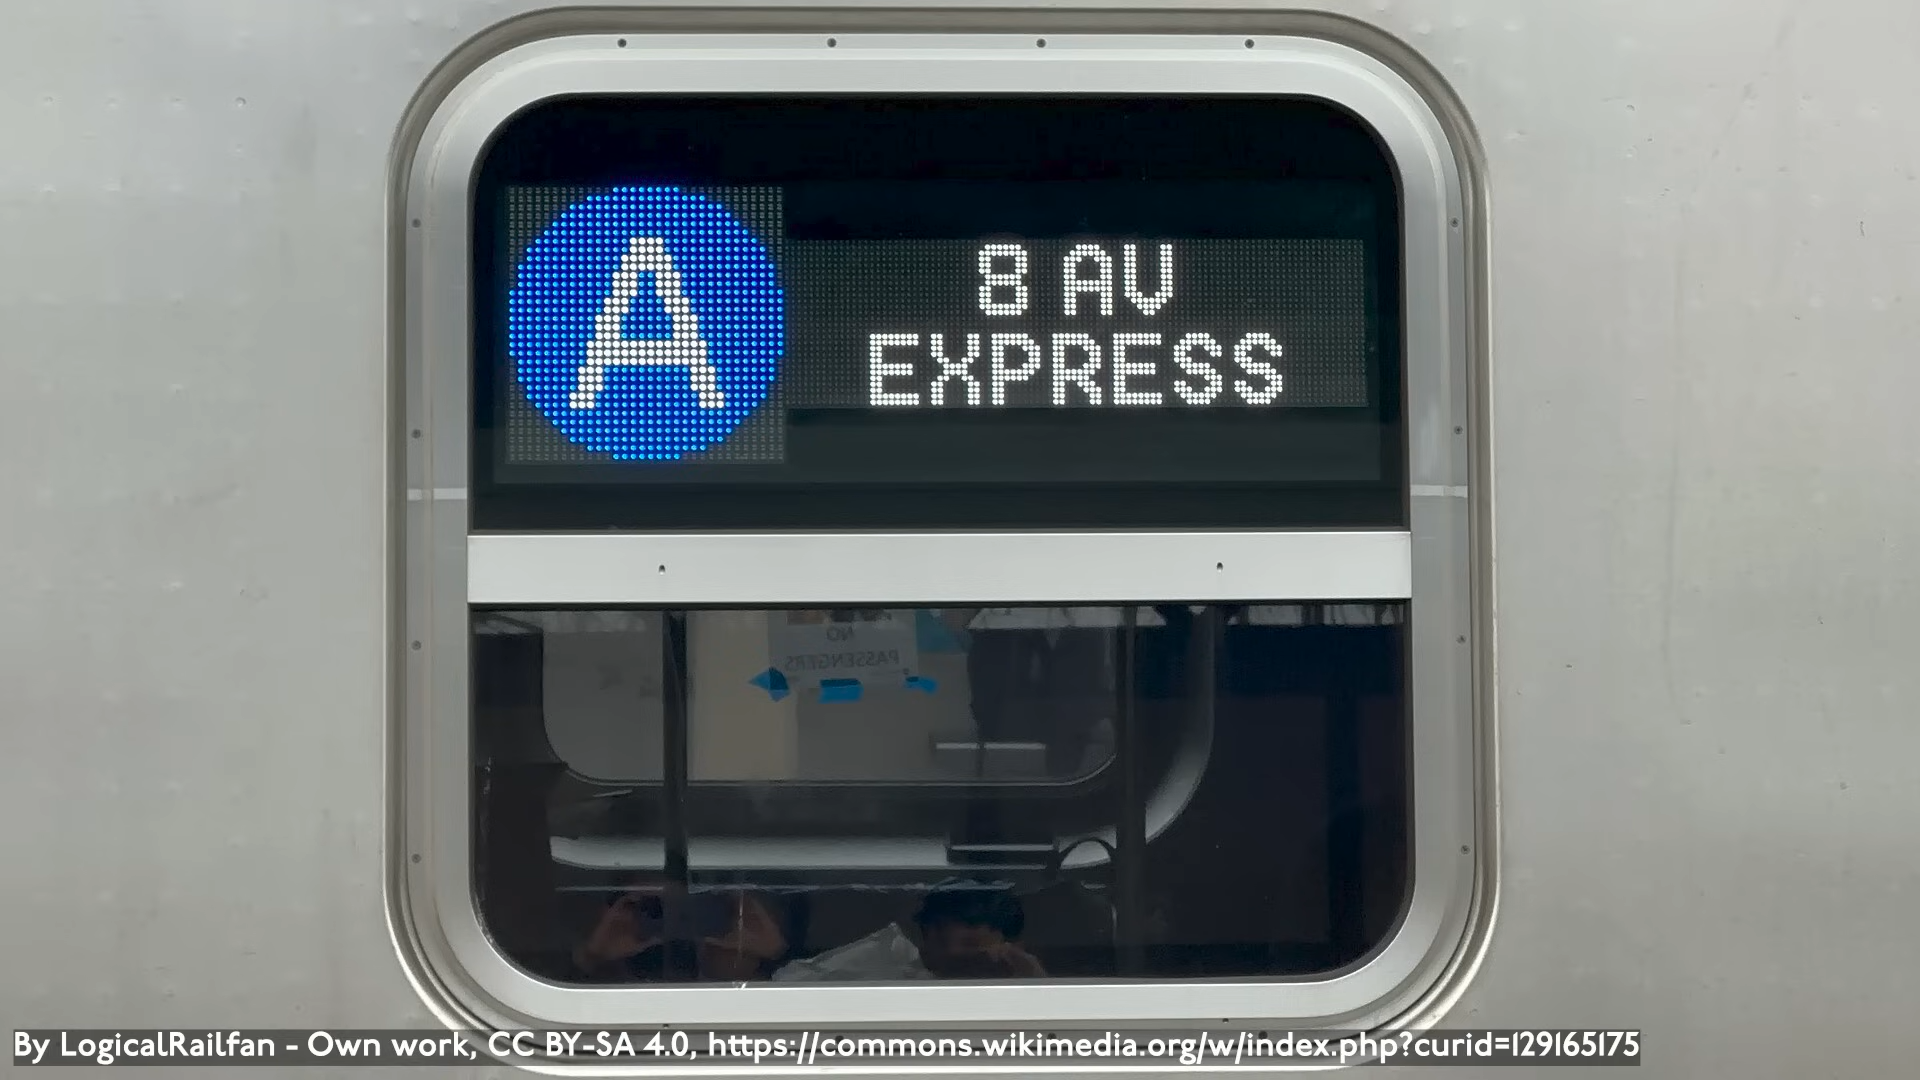 A
8 AV
EXPRESS
NO
PASSENGERS
By LogicalRailfan - Own work, CC BY-SA 4.0, https://commons.wikimedia.org/w/index.php?curid=129165175